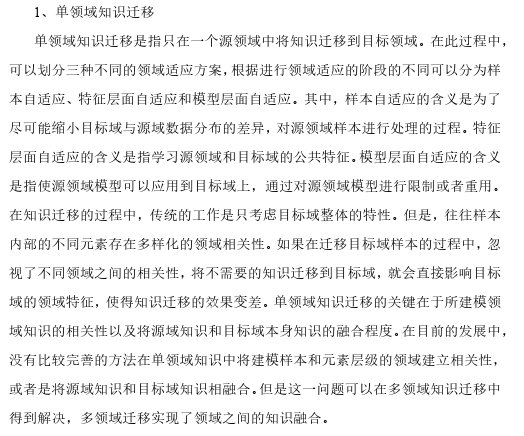 1、单领域知识迁移
单领域知识迁移是指只在一个源领域中将知识迁移到目标领域。在此过程中，
可以划分三种不同的领域适应方案，根据进行领域适应的阶段的不同可以分为样
本自适应、特征层面自适应和模型层面自适应。其中，样本自适应的含义是为了
尽可能缩小目标域与源域数据分布的差异，对源领域样本进行处理的过程。特征
层面自适应的含义是指学习源领域和目标域的公共特征。模型层面自适应的含义
是指使源领域模型可以应用到目标域上，通过对源领域模型进行限制或者重用。
在知识迁移的过程中，传统的工作是只考虑目标域整体的特性。但是，往往样本
内部的不同元素存在多样化的领域相关性。如果在迁移目标域样本的过程中，忽
视了不同领域之间的相关性，将不需要的知识迁移到目标域，就会直接影响目标
域的领域特征，使得知识迁移的效果变差。单领域知识迁移的关键在于所建模领
域知识的相关性以及将源域知识和目标域本身知识的融合程度。在目前的发展中，
没有比较完善的方法在单领域知识中将建模样本和元素层级的领域建立相关性，
或者是将源域知识和目标域知识相融合。但是这一问题可以在多领域知识迁移中
得到解决，多领域迁移实现了领域之间的知识融合。